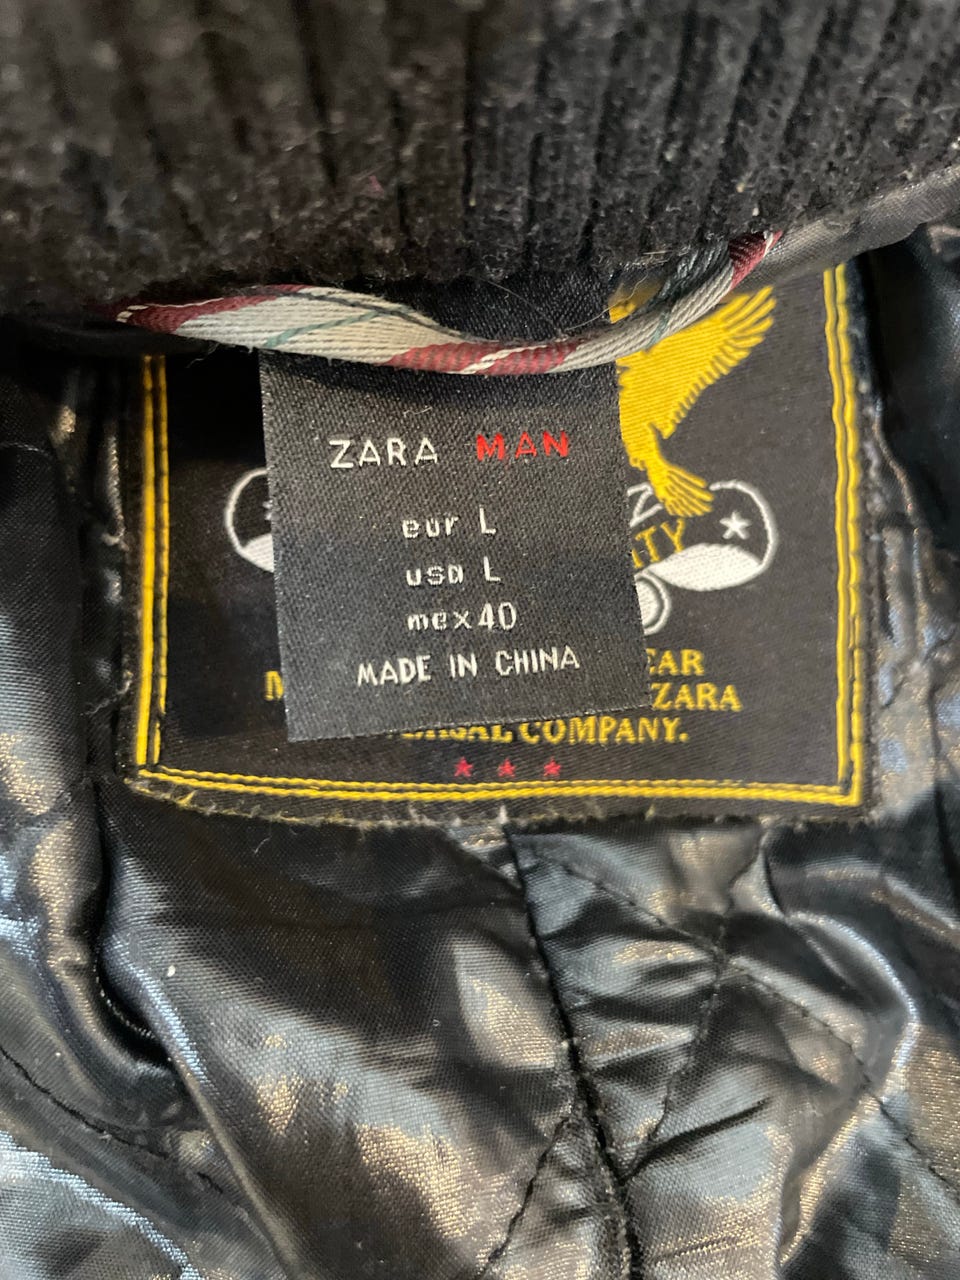 ZARA MAN
eur L
usa L
mex 40
MADE IN CHINA
ZARA
COMPANY.